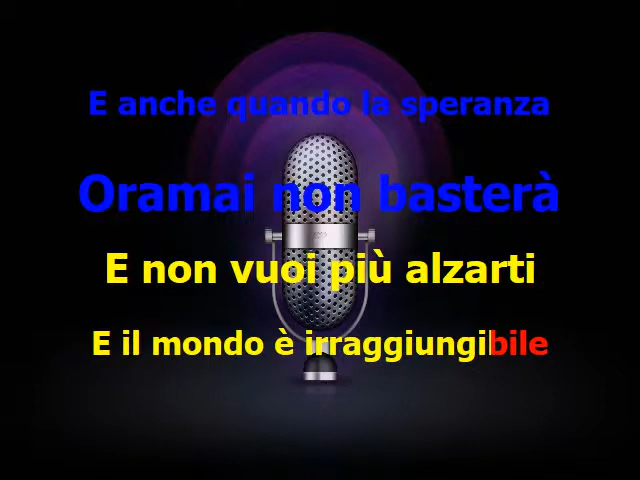 E anche quando la speranza
Oramai non basterà
E non vuoi più alzarti
E il mondo è irraggiungibile